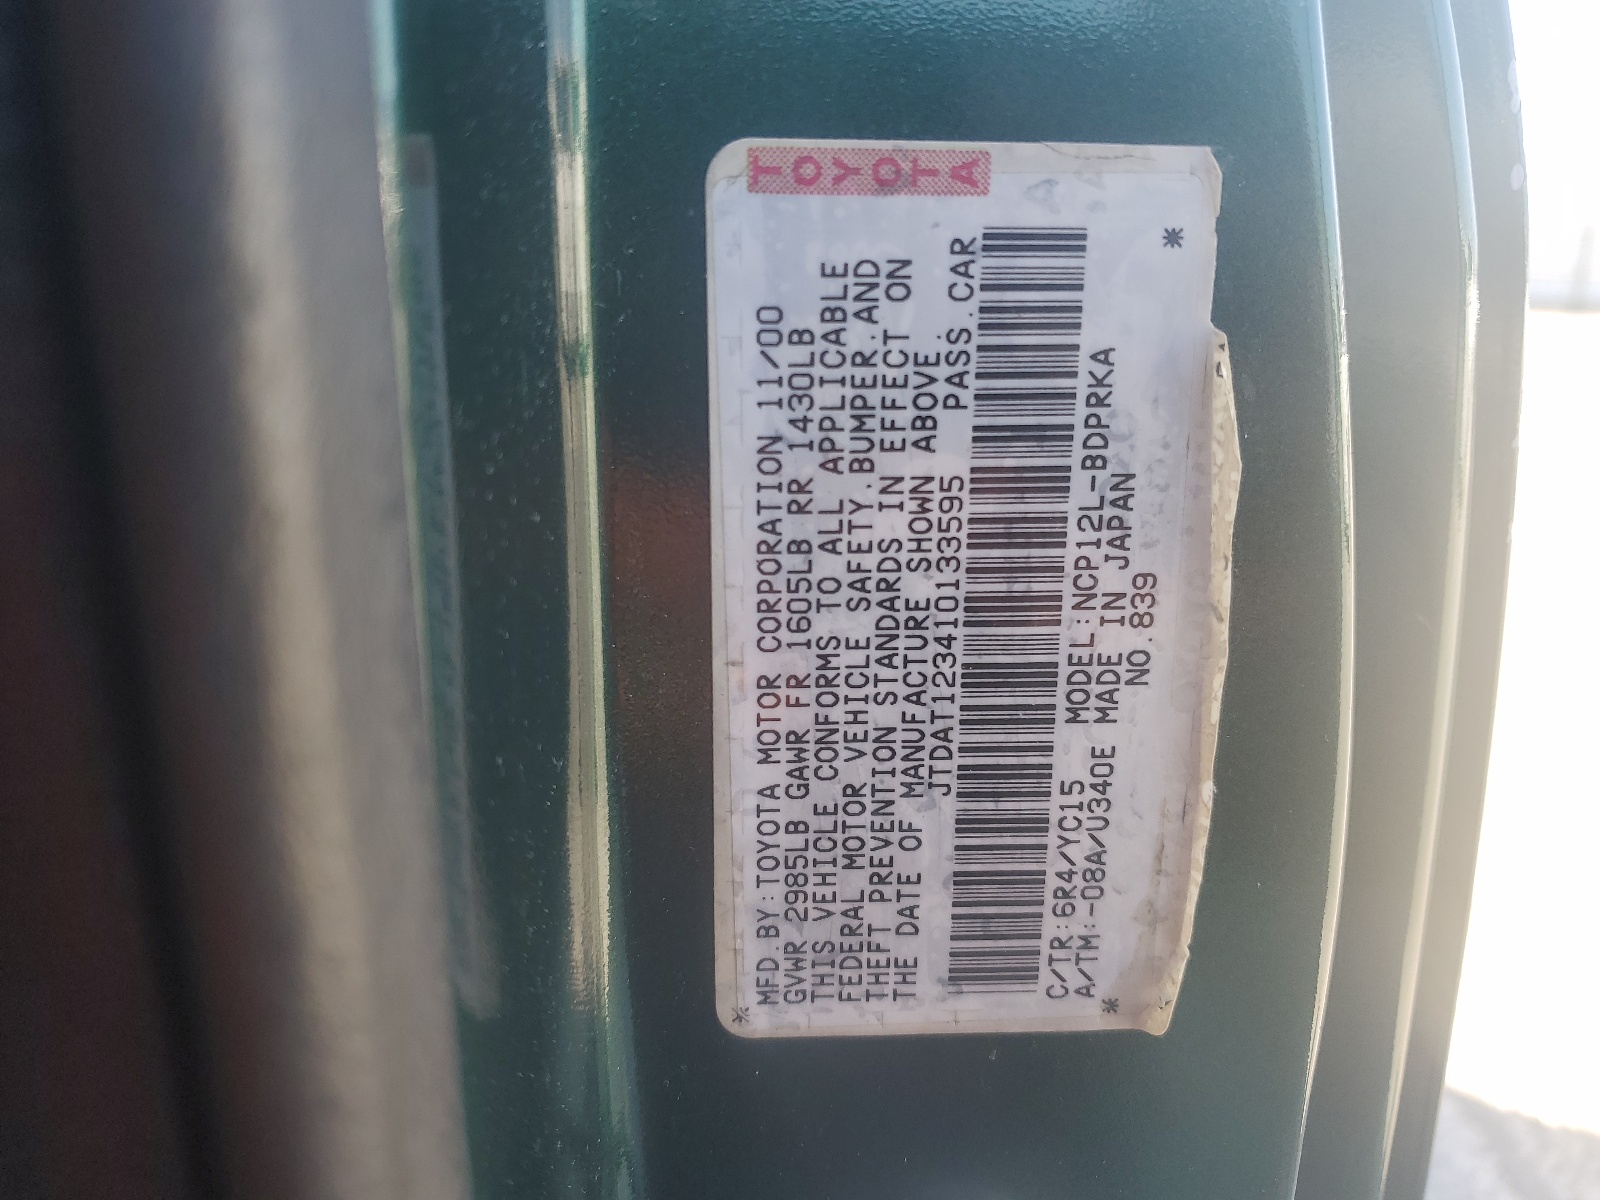 TOYOTA
MFD.BY:TOYOTA MOTOR CORPORATION 11/00
GVWR 2985LB GAWR FR 1605LB RR 1430LB
THIS VEHICLE CONFORMS TO ALL APPLICABLE
FEDERAL MOTOR VEHICLE SAFETY.BUMPER.AND
THEFT PREVENTION STANDARDS IN EFFECT ON
THE DATE OF MANUFACTURE SHOWN ABOVE.
JTDAT123410133595 PASS.CAR
C/TR:6R4/YC15 MODEL:NCP12L-BDPRKA
A/TM:-08A/U340E MADE IN JAPAN
NO.839